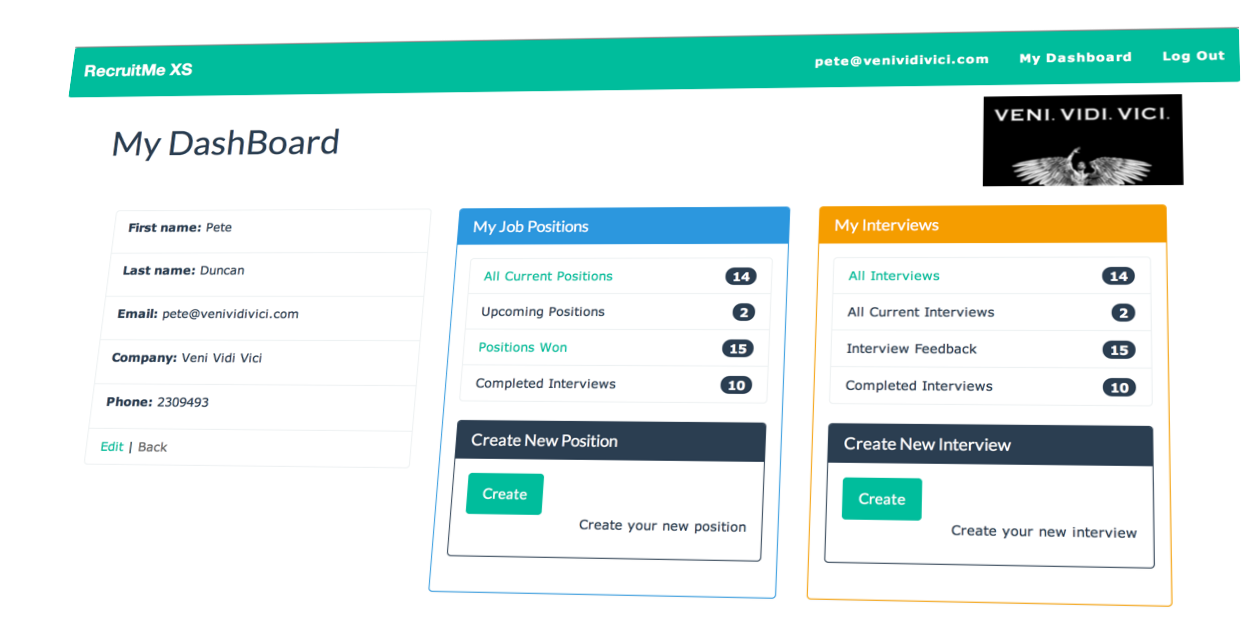 RecruitMe XS
pete@venividivici.com My Dashboard Log Out
My DashBoard
VENI. VIDI. VICI.
First name: Pete
Last name: Duncan
Email: pete@venividivici.com
Company: Veni Vidi Vici
Phone: 2309493
Edit | Back
My Job Positions
All Current Positions 14
Upcoming Positions 2
Positions Won 15
Completed Interviews 10
Create New Position
Create
Create your new position
My Interviews
All Interviews 14
All Current Interviews 2
Interview Feedback 15
Completed Interviews 10
Create New Interview
Create
Create your new interview